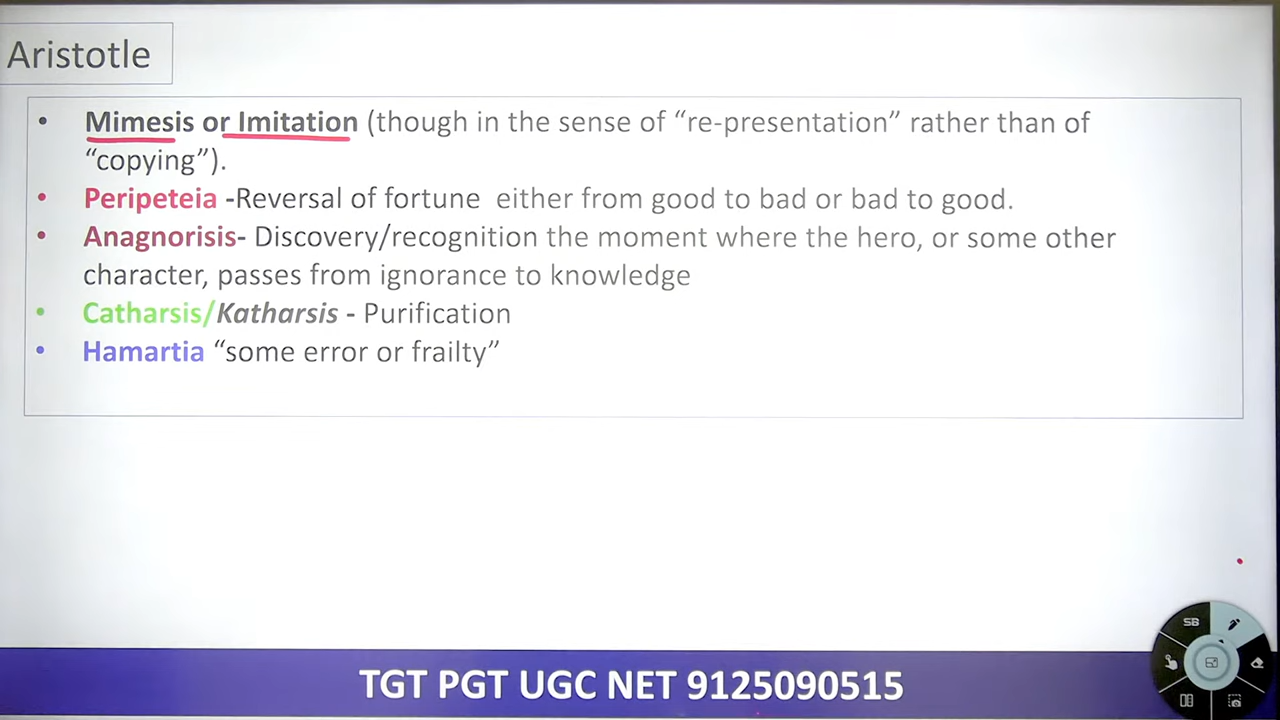 Aristotle
• Mimesis or Imitation (though in the sense of “re-presentation” rather than of
“copying”).
• Peripeteia -Reversal of fortune either from good to bad or bad to good.
• Anagnorisis- Discovery/recognition the moment where the hero, or some other
character, passes from ignorance to knowledge
• Catharsis/Katharsis - Purification
• Hamartia “some error or frailty”
SB
TGT PGT UGC NET 9125090515